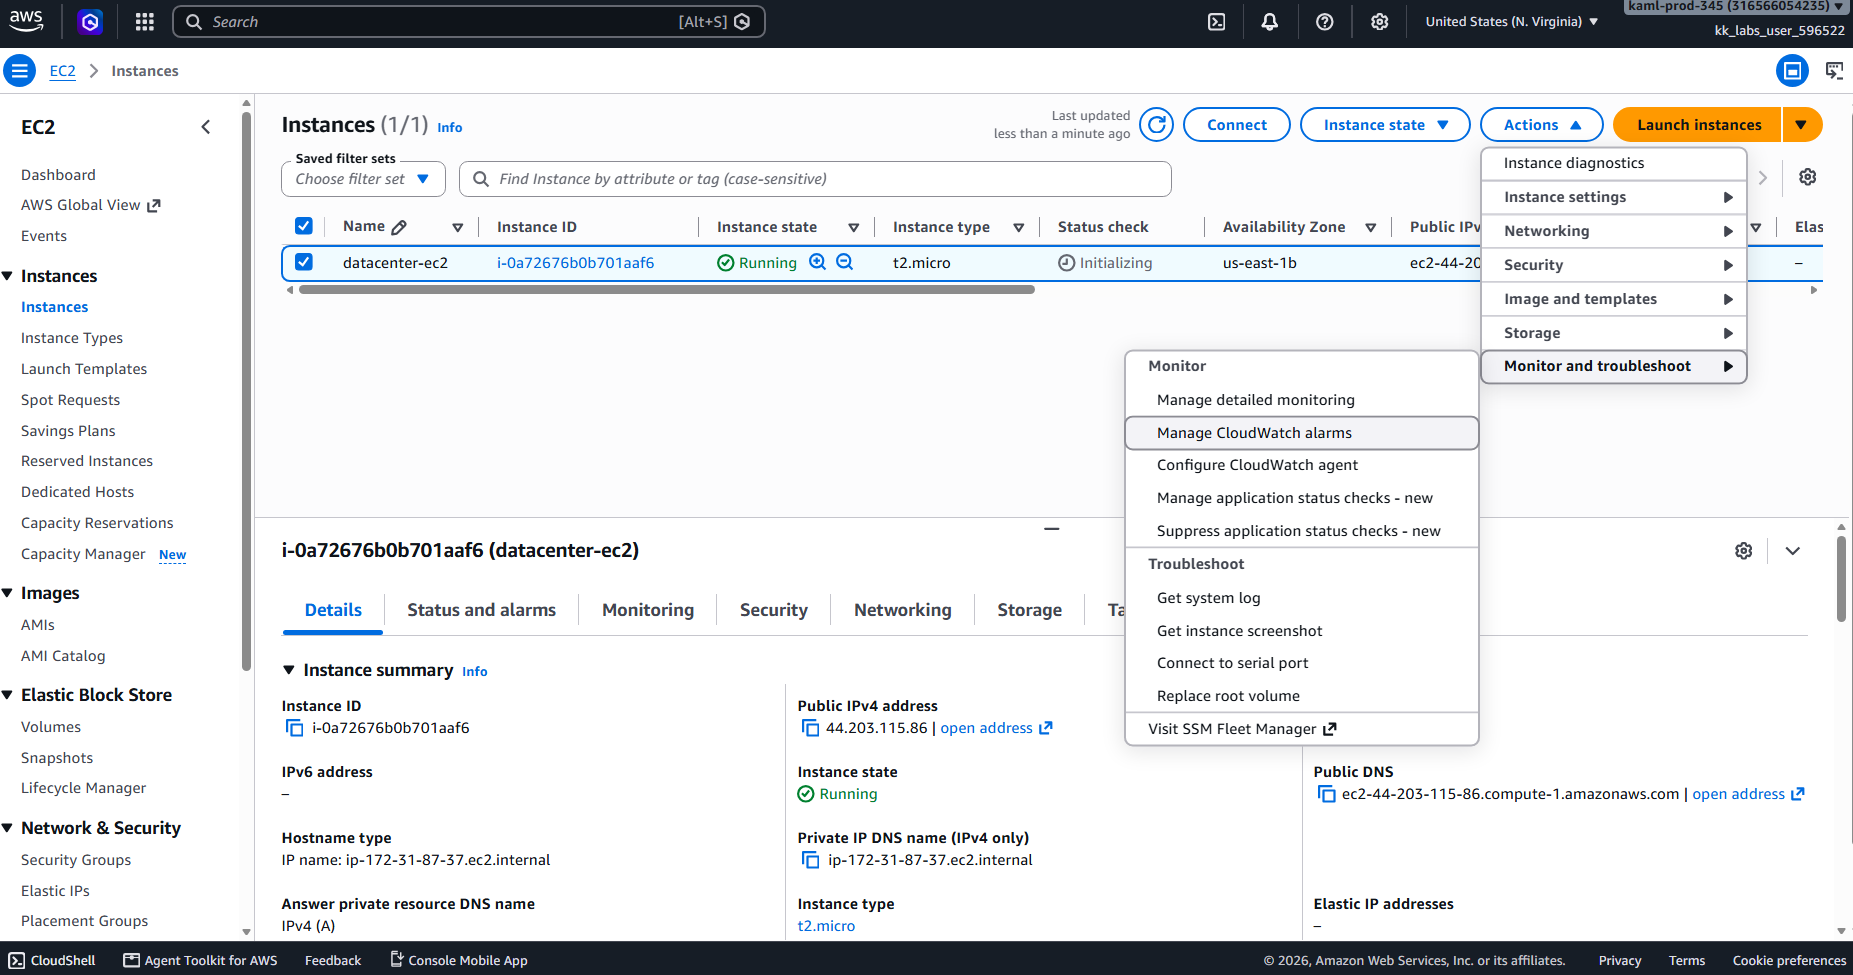 aws
Search [Alt+S]
United States (N. Virginia)
kaml-prod-345 (316566054235)
kk_labs_user_596522
EC2 Instances
EC2
Dashboard
AWS Global View
Events
Instances
Instances
Instance Types
Launch Templates
Spot Requests
Savings Plans
Reserved Instances
Dedicated Hosts
Capacity Reservations
Capacity Manager New
Images
AMIs
AMI Catalog
Elastic Block Store
Volumes
Snapshots
Lifecycle Manager
Network & Security
Security Groups
Elastic IPs
Placement Groups
Instances (1/1) Info
Last updated
less than a minute ago
Connect
Instance state
Actions
Launch instances
Saved filter sets
Choose filter set
Find Instance by attribute or tag (case-sensitive)
Name Instance ID Instance state Instance type Status check Availability Zone Public IPv Elas
datacenter-ec2 i-0a72676b0b701aaf6 Running t2.micro Initializing us-east-1b ec2-44-20 –
Instance diagnostics
Instance settings
Networking
Security
Image and templates
Storage
Monitor and troubleshoot
Monitor
Manage detailed monitoring
Manage CloudWatch alarms
Configure CloudWatch agent
Manage application status checks - new
Suppress application status checks - new
Troubleshoot
Get system log
Get instance screenshot
Connect to serial port
Replace root volume
Visit SSM Fleet Manager
i-0a72676b0b701aaf6 (datacenter-ec2)
Details Status and alarms Monitoring Security Networking Storage Ta
Instance summary Info
Instance ID
i-0a72676b0b701aaf6
IPv6 address
–
Hostname type
IP name: ip-172-31-87-37.ec2.internal
Answer private resource DNS name
IPv4 (A)
Public IPv4 address
44.203.115.86 | open address
Instance state
Running
Private IP DNS name (IPv4 only)
ip-172-31-87-37.ec2.internal
Instance type
t2.micro
Public DNS
ec2-44-203-115-86.compute-1.amazonaws.com | open address
Elastic IP addresses
–
CloudShell Agent Toolkit for AWS Feedback Console Mobile App
© 2026, Amazon Web Services, Inc. or its affiliates. Privacy Terms Cookie preferences